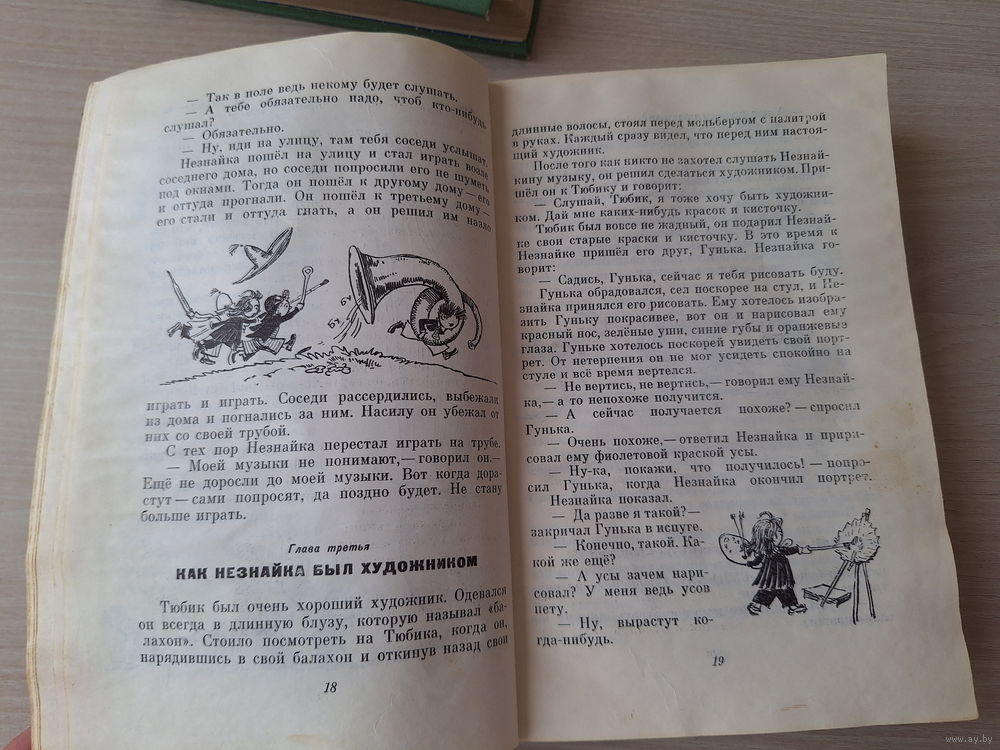 — Так в поле ведь некому будет слушать.
— А тебе обязательно надо, чтоб кто-нибудь
слушал?
— Обязательно.
— Ну, иди на улицу, там тебя соседи услышат.
Незнайка пошёл на улицу и стал играть возле
соседнего дома, но соседи попросили его не шуметь
под окнами. Тогда он пошёл к другому дому — его
и оттуда прогнали. Он пошёл к третьему дому —
его стали и оттуда гнать, а он решил им назло
Бу
Бу
Бу
играть и играть. Соседи рассердились, выбежали
из дома и погнались за ним. Насилу он убежал от
них со своей трубой.
С тех пор Незнайка перестал играть на трубе.
— Моей музыки не понимают,— говорил он.—
Ещё не доросли до моей музыки. Вот когда дора-
стут — сами попросят, да поздно будет. Не стану
больше играть.
Глава третья
КАК НЕЗНАЙКА БЫЛ ХУДОЖНИКОМ
Тюбик был очень хороший художник. Одевался
он всегда в длинную блузу, которую называл «ба-
лахон». Стоило посмотреть на Тюбика, когда он,
нарядившись в свой балахон и откинув назад свои
18
длинные волосы, стоял перед мольбертом с палитрой
в руках. Каждый сразу видел, что перед ним настоя-
щий художник.
После того как никто не захотел слушать Незнай-
кину музыку, он решил сделаться художником. При-
шёл он к Тюбику и говорит:
— Слушай, Тюбик, я тоже хочу быть художни-
ком. Дай мне каких-нибудь красок и кисточку.
Тюбик был вовсе не жадный, он подарил Незнай-
ке свои старые краски и кисточку. В это время к
Незнайке пришёл его друг, Гунька. Незнайка го-
ворит:
— Садись, Гунька, сейчас я тебя рисовать буду.
Гунька обрадовался, сел поскорее на стул, и Не-
знайка принялся его рисовать. Ему хотелось изобра-
зить Гуньку покрасивее, вот он и нарисовал ему
красный нос, зелёные уши, синие губы и оранжевые
глаза. Гуньке хотелось поскорей увидеть свой порт-
рет. От нетерпения он не мог усидеть спокойно на
стуле и всё время вертелся.
— Не вертись, не вертись,— говорил ему Незнай-
ка,— а то непохоже получится.
— А сейчас получается похоже? — спросил
Гунька.
— Очень похоже,— ответил Незнайка и приро-
совал ему фиолетовой краской усы.
— Ну-ка, покажи, что получилось! — попро-
сил Гунька, когда Незнайка окончил портрет.
Незнайка показал.
— Да разве я такой? —
закричал Гунька в испуге.
— Конечно, такой. Ка-
кой же ещё?
— А усы зачем нари-
совал? У меня ведь усов
нету.
— Ну, вырастут ко-
гда-нибудь.
19
www.ay.by